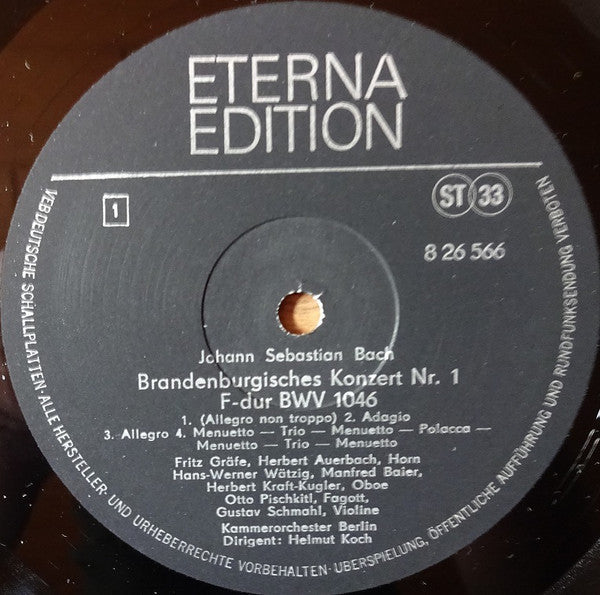 ETERNA
EDITION
1
ST 33
8 26 566
Johann Sebastian Bach
Brandenburgisches Konzert Nr. 1
F-dur BWV 1046
1. (Allegro non troppo) 2. Adagio
3. Allegro 4. Menuetto — Trio — Menuetto — Polacca —
Menuetto — Trio — Menuetto
Fritz Gräfe, Herbert Auerbach, Horn
Hans-Werner Wätzig, Manfred Baier,
Herbert Kraft-Kugler, Oboe
Otto Pischkitl, Fagott,
Gustav Schmahl, Violine
Kammerorchester Berlin
Dirigent: Helmut Koch
VEB DEUTSCHE SCHALLPLATTEN · ALLE HERSTELLER- UND URHEBERRECHTE VORBEHALTEN · ÜBERSPIELUNG, ÖFFENTLICHE AUFFÜHRUNG UND RUNDFUNKSENDUNG VERBOTEN